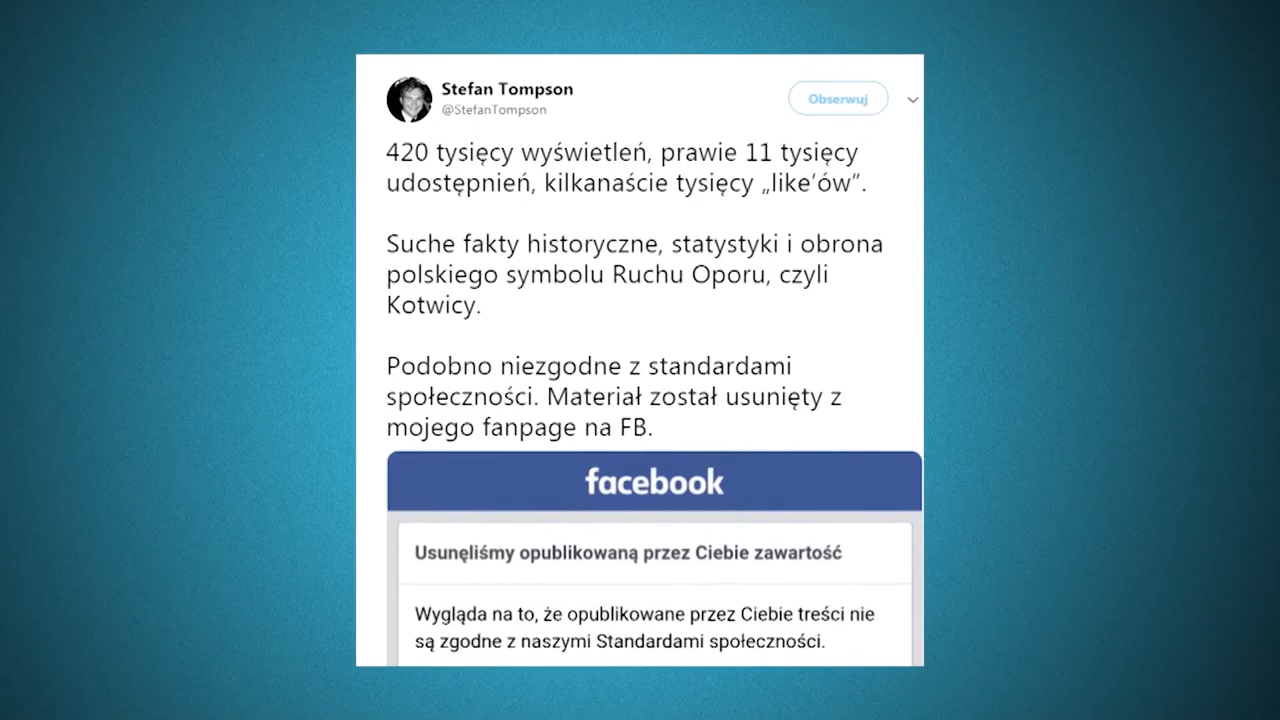 Stefan Tompson
@StefanTompson
Obserwuj
420 tysięcy wyświetleń, prawie 11 tysięcy
udostępnień, kilkanaście tysięcy „like’ów”.
Suche fakty historyczne, statystyki i obrona
polskiego symbolu Ruchu Oporu, czyli
Kotwicy.
Podobno niezgodne z standardami
społeczności. Materiał został usunięty z
mojego fanpage na FB.
facebook
Usunęliśmy opublikowaną przez Ciebie zawartość
Wygląda na to, że opublikowane przez Ciebie treści nie
są zgodne z naszymi Standardami społeczności.